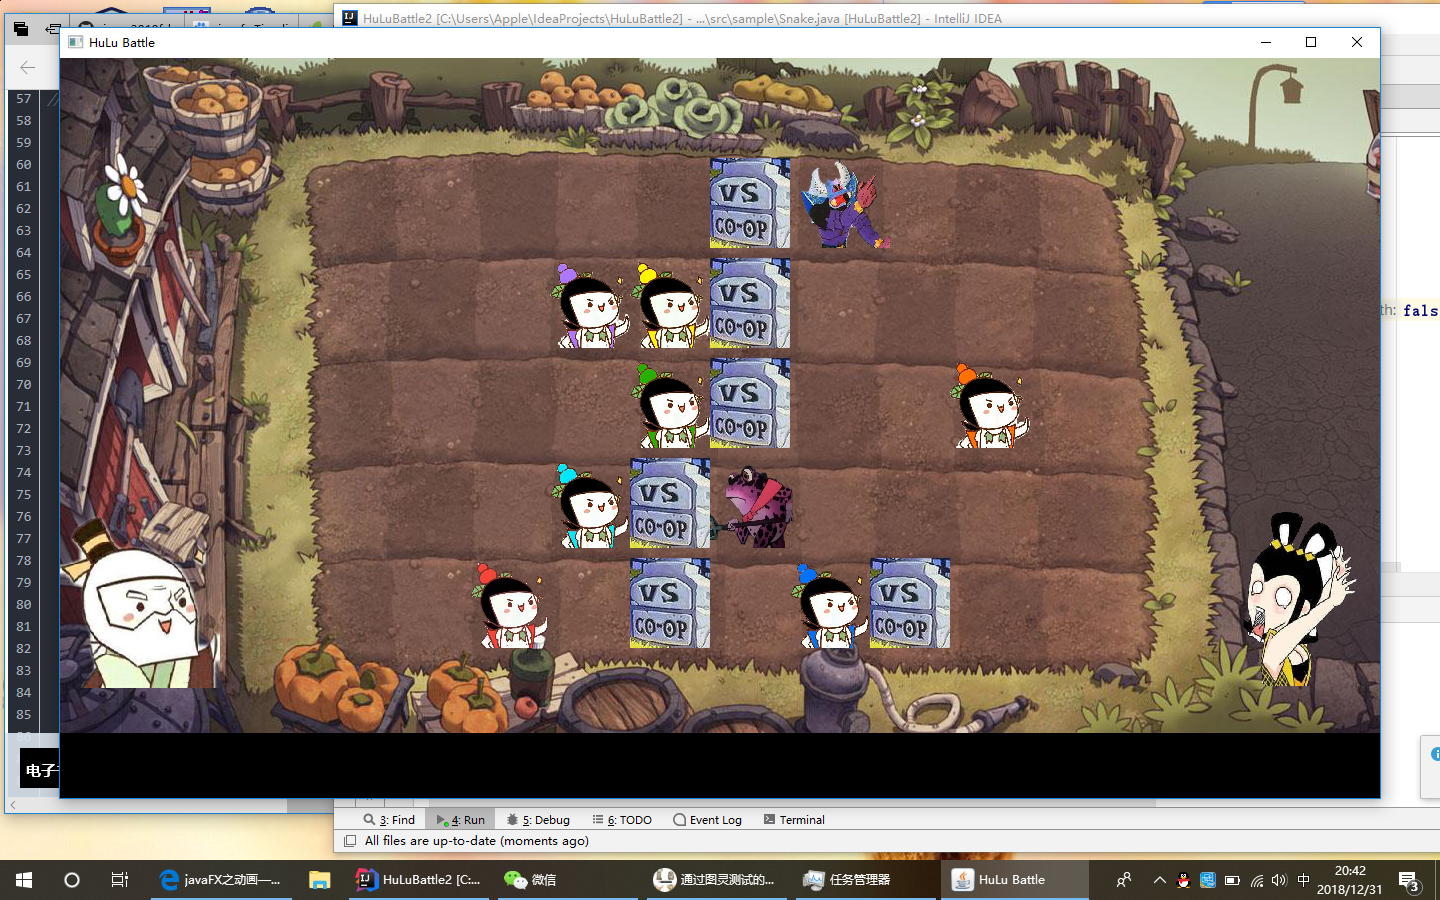 HuLuBattle2 [C:\Users\Apple\IdeaProjects\HuLuBattle2] - ...\src\sample\Snake.java [HuLuBattle2] - IntelliJ IDEA
HuLu Battle
57 //
58
59
60
61
62
63
64
65
66
67
68
69
70
71
72
73
74
75
76
77
78
79
80
81
82
83
84
85
86
VS
CO-OP
VS
CO-OP
VS
CO-OP
VS
CO-OP
VS
CO-OP
VS
CO-OP
th: fals
电子
3: Find
4: Run
5: Debug
6: TODO
Event Log
Terminal
All files are up-to-date (moments ago)
javaFX之动画—...
HuLuBattle2 [C:...
微信
通过图灵测试的...
任务管理器
HuLu Battle
中
20:42
2018/12/31
3